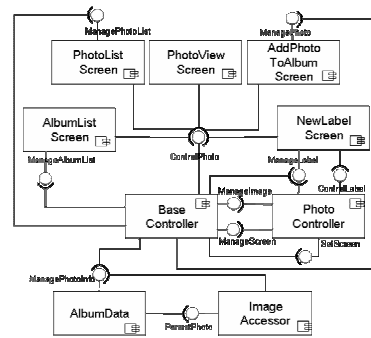 ManagePhotoList
ManagePhoto
PhotoList
Screen
PhotoView
Screen
AddPhoto
ToAlbum
Screen
AlbumList
Screen
NewLabel
Screen
ManageAlbumList
ControlPhoto
ManageLabel
ManageImage
ControlLabel
Base
Controller
Photo
Controller
ManageScreen
SetScreen
ManagePhotoInfo
AlbumData
PersistPhoto
Image
Accessor